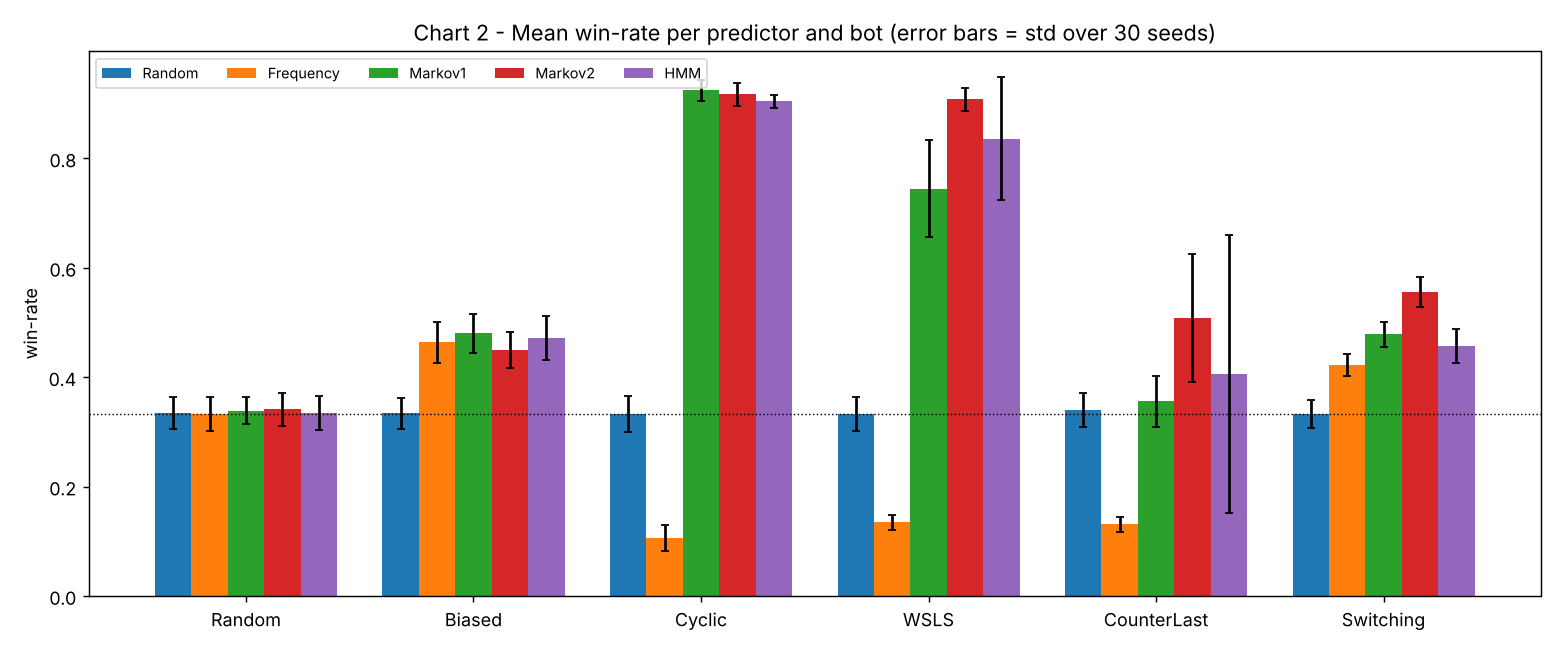 Chart 2 - Mean win-rate per predictor and bot (error bars = std over 30 seeds)
Random Frequency Markov1 Markov2 HMM
win-rate
0.8
0.6
0.4
0.2
0.0
Random Biased Cyclic WSLS CounterLast Switching